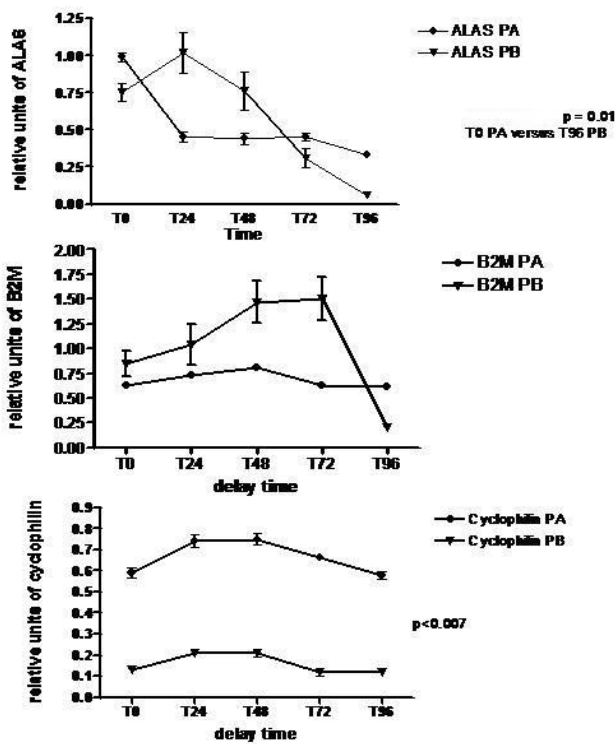 relative units of ALAS
1.25
1.00
0.75
0.50
0.25
0.00
T0 T24 T48 T72 T96
Time
ALAS PA
ALAS PB
p = 0.01
T0 PA versus T96 PB
relative units of B2M
2.00
1.75
1.50
1.25
1.00
0.75
0.50
0.25
0.00
T0 T24 T48 T72 T96
delay time
B2M PA
B2M PB
relative units of cyclophilin
0.9
0.8
0.7
0.6
0.5
0.4
0.3
0.2
0.1
0.0
T0 T24 T48 T72 T96
delay time
Cyclophilin PA
Cyclophilin PB
p<0.007